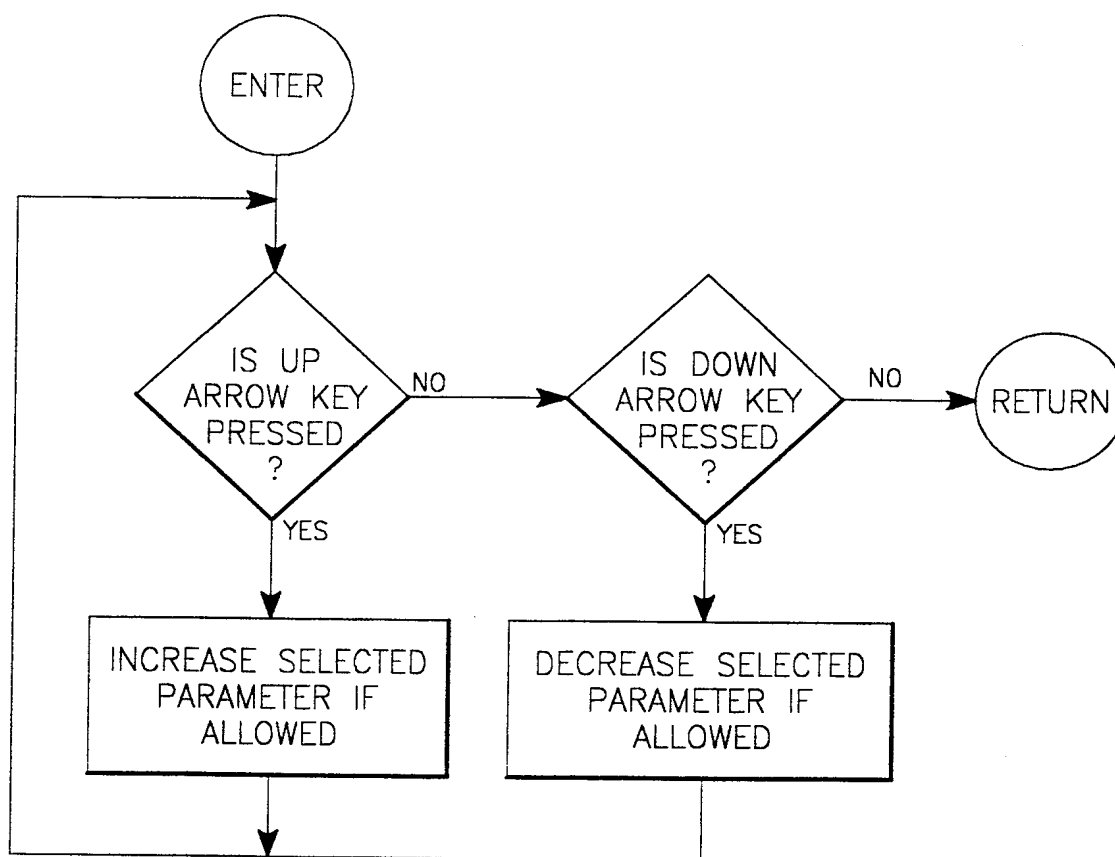 ENTER
IS UP
ARROW KEY
PRESSED
?
NO
YES
IS DOWN
ARROW KEY
PRESSED
?
NO
YES
RETURN
INCREASE SELECTED
PARAMETER IF
ALLOWED
DECREASE SELECTED
PARAMETER IF
ALLOWED